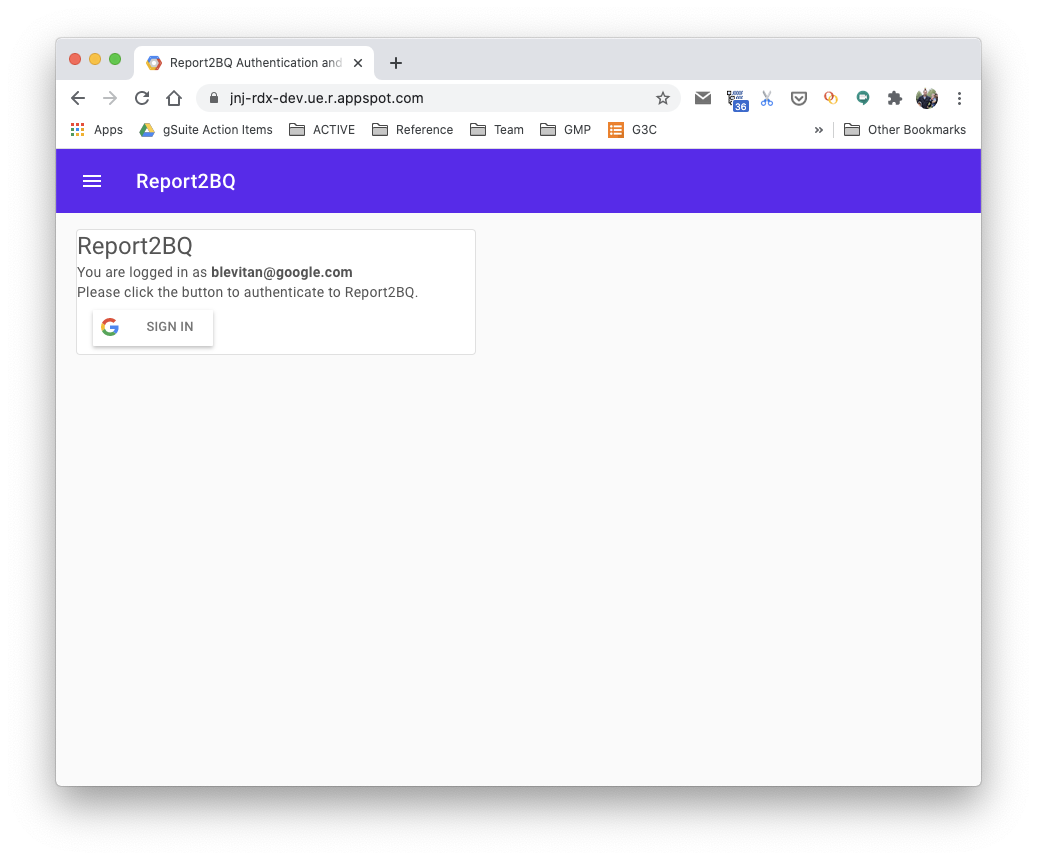 Report2BQ Authentication and
jnj-rdx-dev.ue.r.appspot.com
36
Apps gSuite Action Items ACTIVE Reference Team GMP G3C » Other Bookmarks
Report2BQ
Report2BQ
You are logged in as blevitan@google.com
Please click the button to authenticate to Report2BQ.
SIGN IN